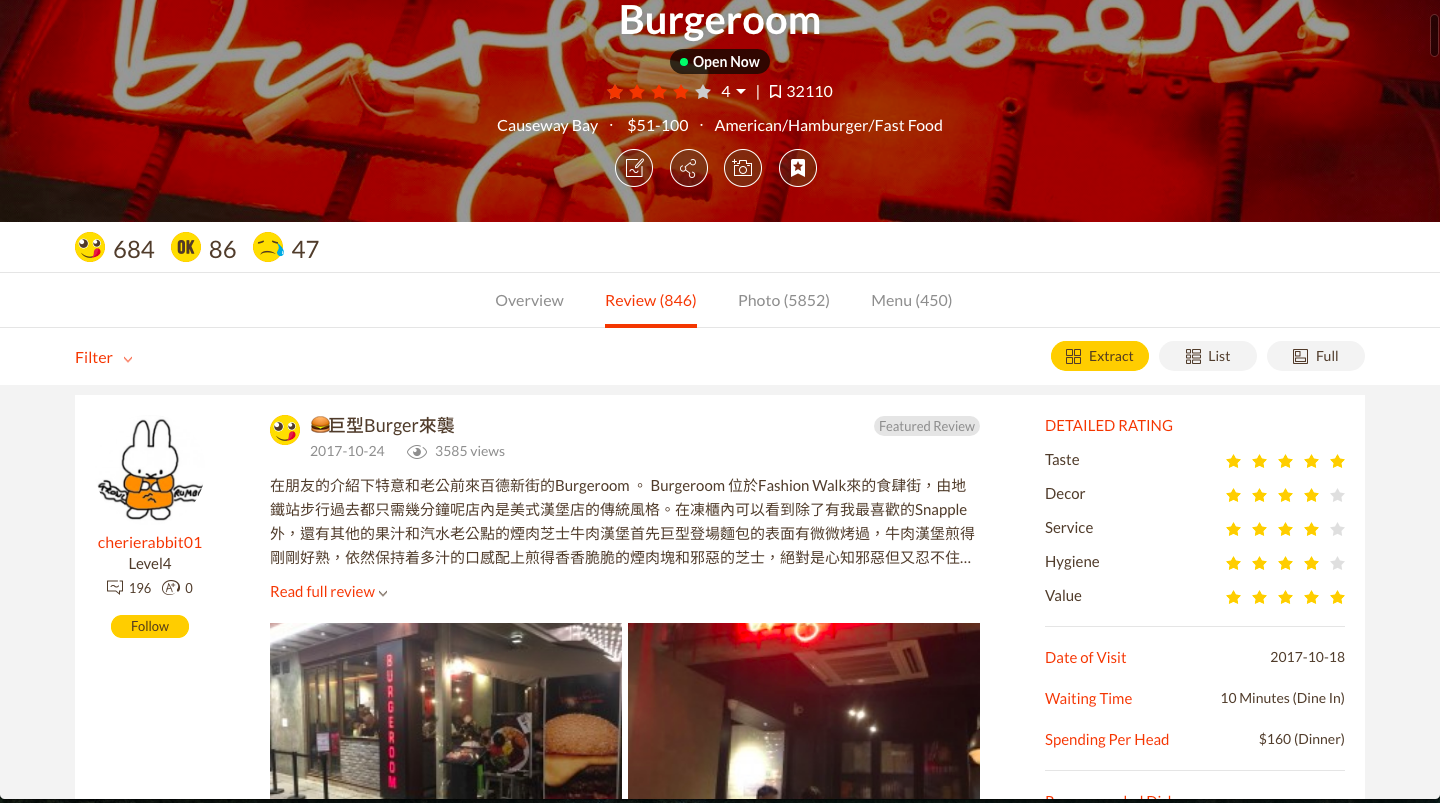 Burgeroom
Open Now
4 | 32110
Causeway Bay · $51-100 · American/Hamburger/Fast Food
684 OK 86 47
Overview Review (846) Photo (5852) Menu (450)
Filter
Extract List Full
巨型Burger來襲
Featured Review
2017-10-24 3585 views
在朋友的介紹下特意和老公前來百德新街的Burgeroom 。 Burgeroom 位於Fashion Walk來的食肆街，由地
鐵站步行過去都只需幾分鐘呢店內是美式漢堡店的傳統風格。在凍櫃內可以看到除了有我最喜歡的Snapple
外，還有其他的果汁和汽水老公點的煙肉芝士牛肉漢堡首先巨型登場麵包的表面有微微烤過，牛肉漢堡煎得
剛剛好熟，依然保持着多汁的口感配上煎得香香脆脆的煙肉塊和邪惡的芝士，絕對是心知邪惡但又忍不住...
Read full review
cherierabbit01
Level4
196 0
Follow
BURGEROOM
DETAILED RATING
Taste
Decor
Service
Hygiene
Value
Date of Visit 2017-10-18
Waiting Time 10 Minutes (Dine In)
Spending Per Head $160 (Dinner)